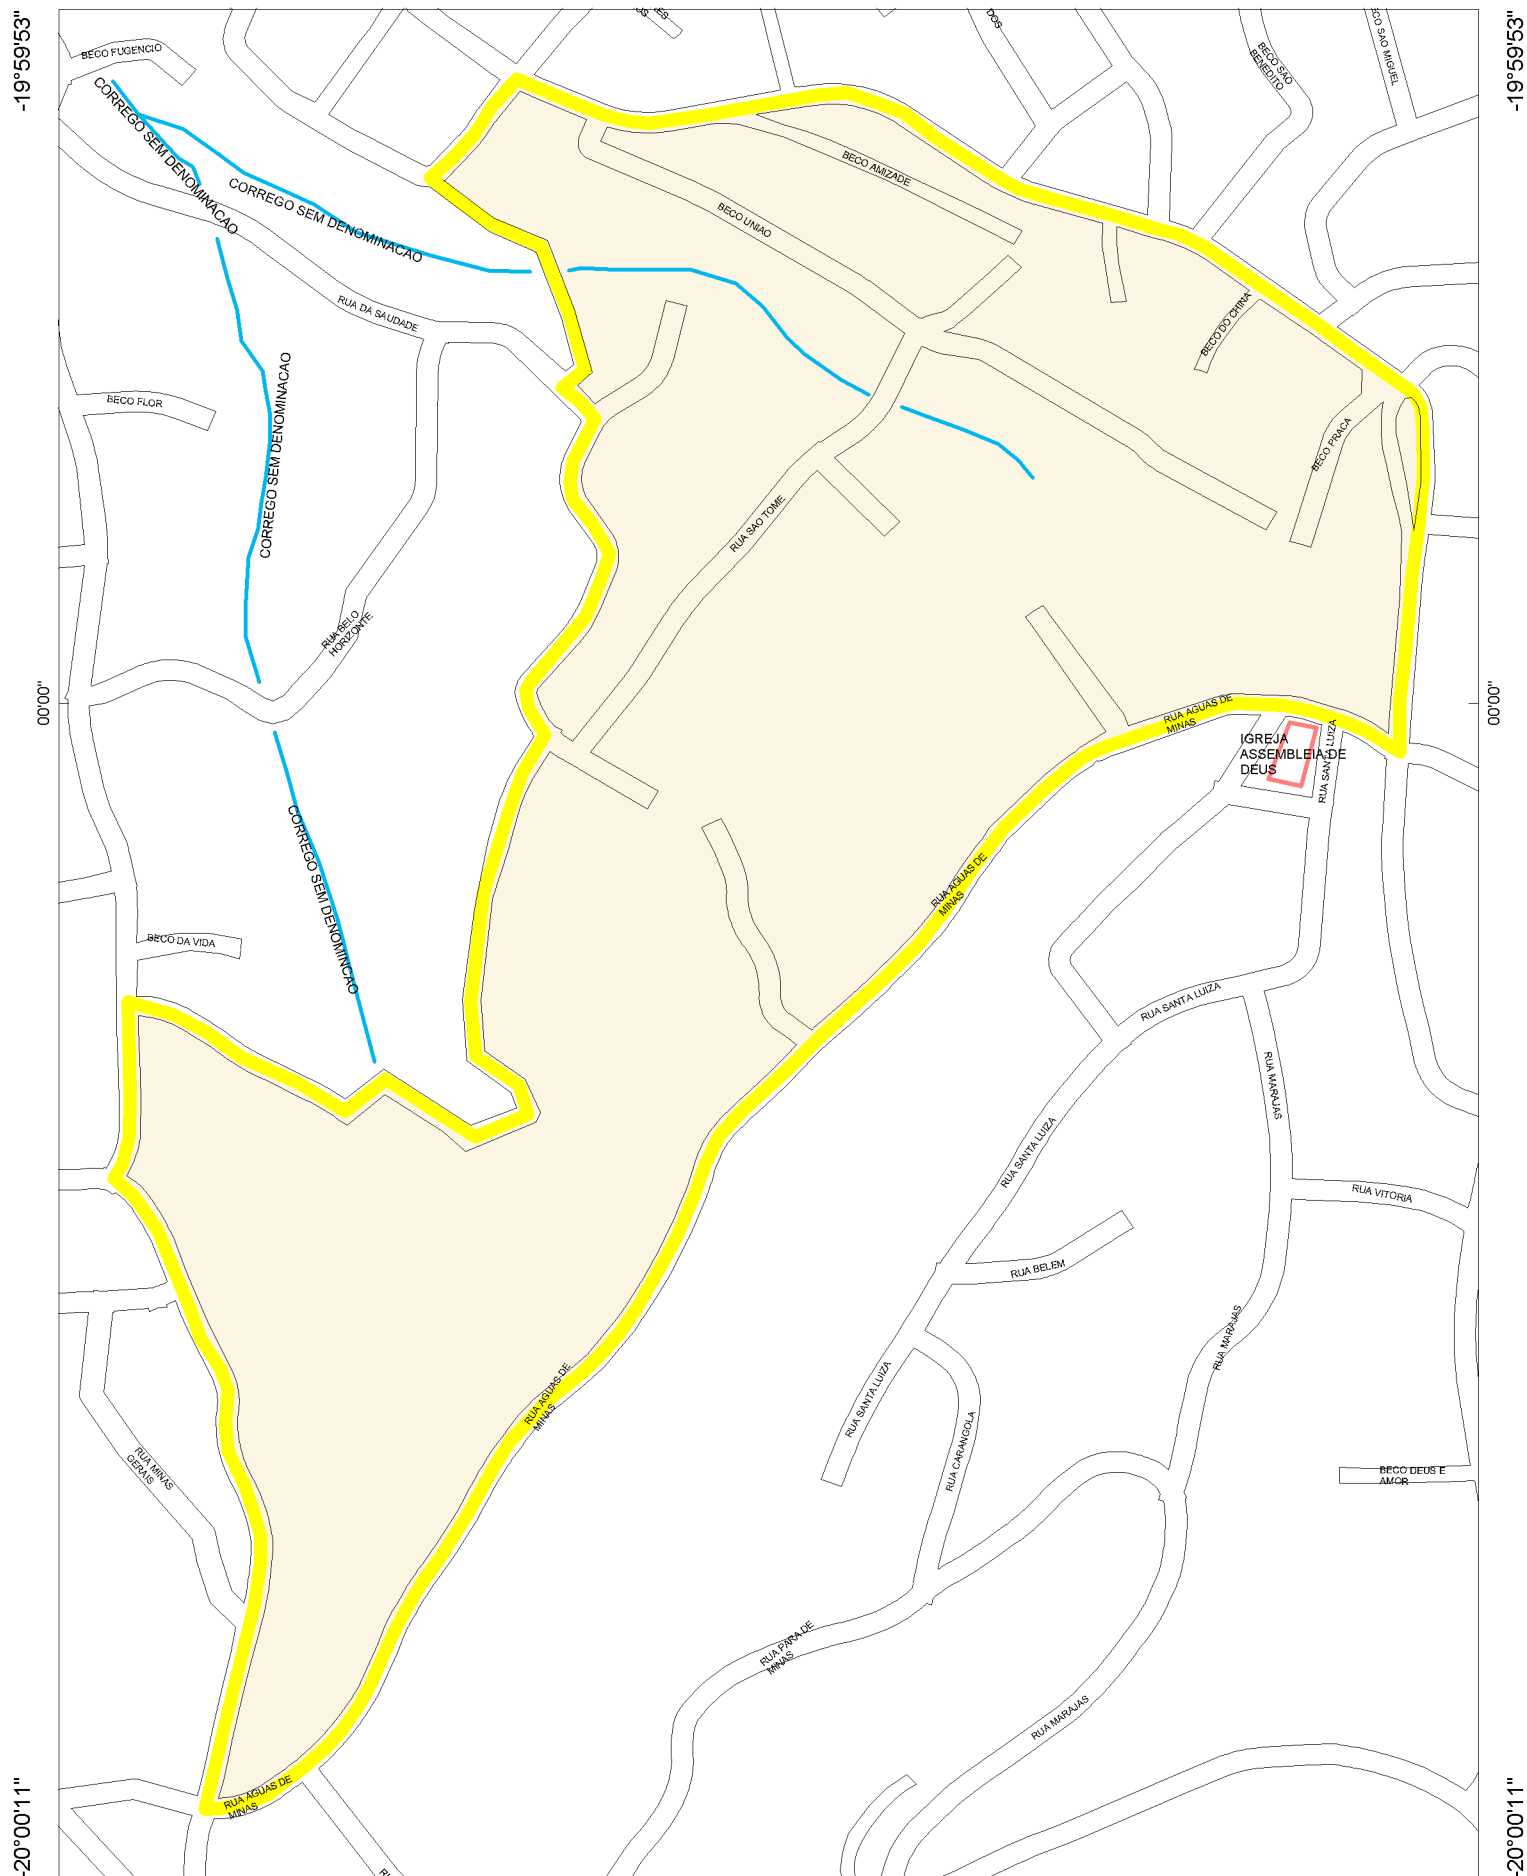 -19°59'53"
-19°59'53"
DOS
BECO SAO MIGUEL
BECO FUGENCIO
BECO SAO
BENEDITO
CORREGO SEM DENOMINACAO
CORREGO SEM DENOMINACAO
BECO AMIZADE
BECO UNIAO
RUA DA SAUDADE
BECO DO CHINA
CORREGO SEM DENOMINACAO
BECO FLOR
BECO PRACA
RUA SAO TOME
RUA BELO
HORIZONTE
00'00"
00'00"
RUA AGUAS DE
MINAS
IGREJA
ASSEMBLEIA DE
DEUS
RUA SANTA LUIZA
CORREGO SEM DENOMINCAO
RUA AGUAS DE
MINAS
BECO DA VIDA
RUA SANTA LUIZA
RUA MARAJAS
RUA SANTA LUIZA
RUA VITORIA
RUA BELEM
RUA MARAJAS
RUA AGUAS DE
MINAS
RUA SANTA LUIZA
RUA CARANGOLA
RUA MINAS
GERAIS
BECO DEUS E
AMOR
RUA PARA DE
MINAS
RUA MARAJAS
RUA AGUAS DE
MINAS
-20°00'11"
-20°00'11"